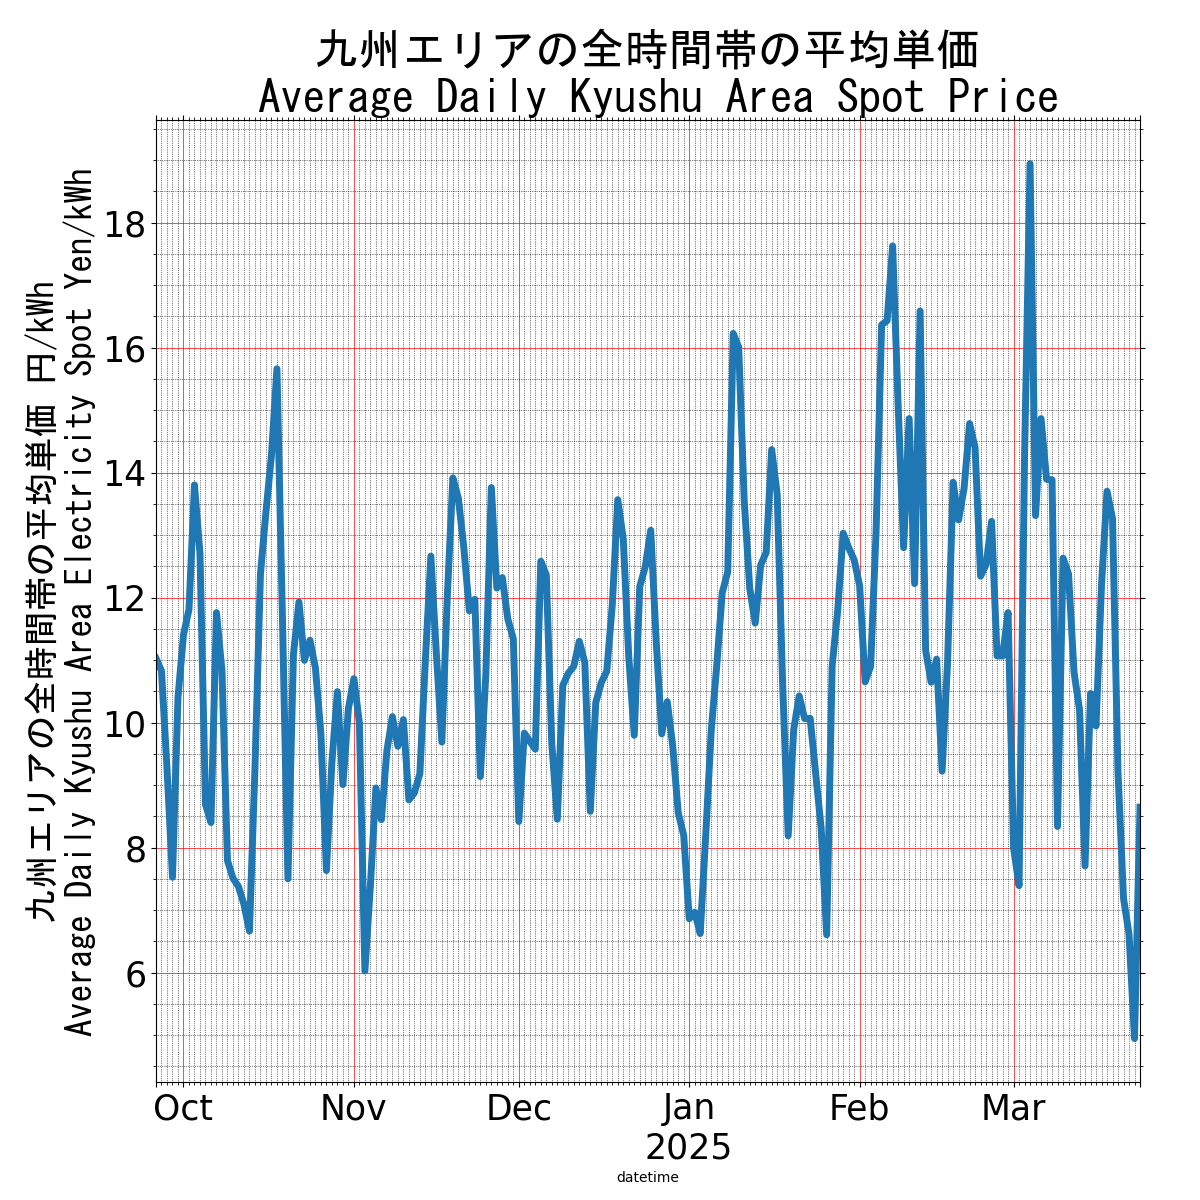 九州エリアの全時間帯の平均単価
Average Daily Kyushu Area Spot Price
九州エリアの全時間帯の平均単価 円/kWh
Average Daily Kyushu Area Electricity Spot Yen/kWh
18
16
14
12
10
8
6
Oct Nov Dec Jan Feb Mar
2025
datetime